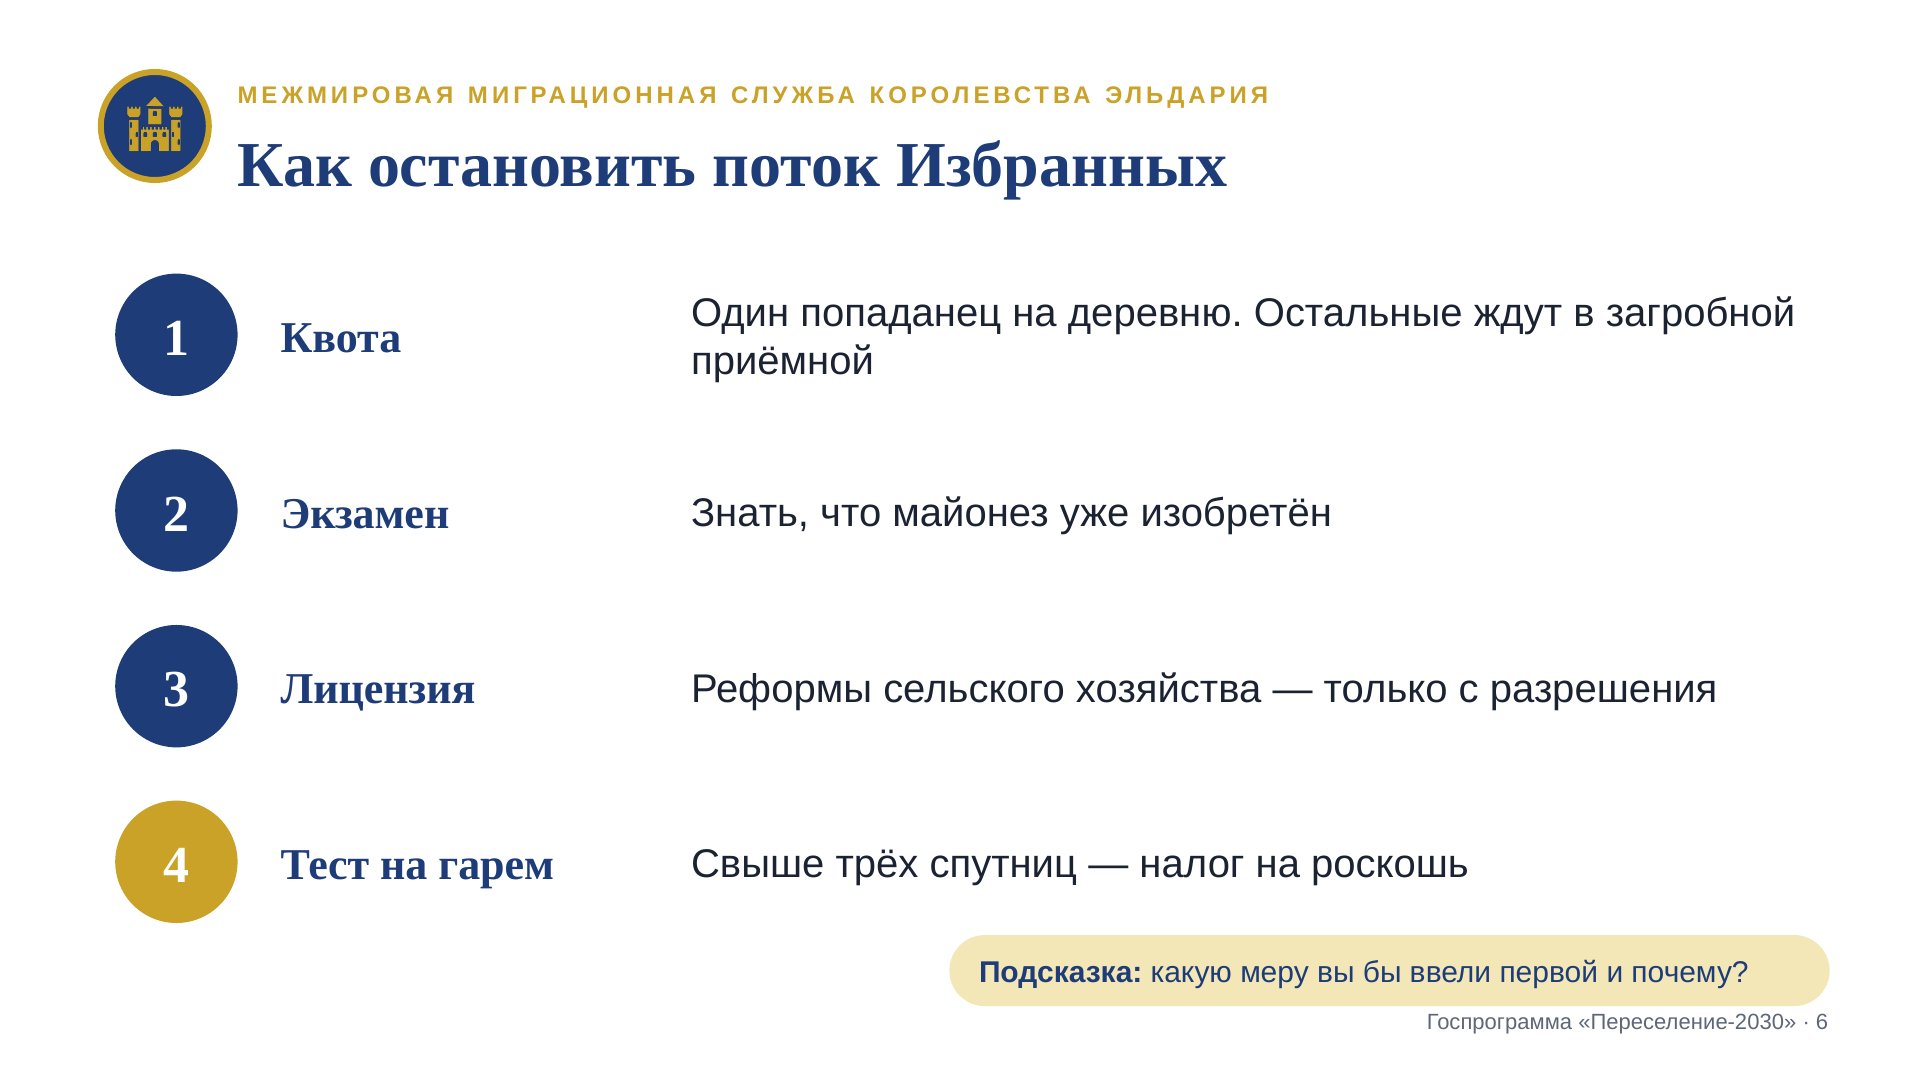 МЕЖМИРОВАЯ МИГРАЦИОННАЯ СЛУЖБА КОРОЛЕВСТВА ЭЛЬДАРИЯ
Как остановить поток Избранных
1
Квота
Один попаданец на деревню. Остальные ждут в загробной
приёмной
2
Экзамен
Знать, что майонез уже изобретён
3
Лицензия
Реформы сельского хозяйства — только с разрешения
4
Тест на гарем
Свыше трёх спутниц — налог на роскошь
Подсказка: какую меру вы бы ввели первой и почему?
Госпрограмма «Переселение-2030» · 6